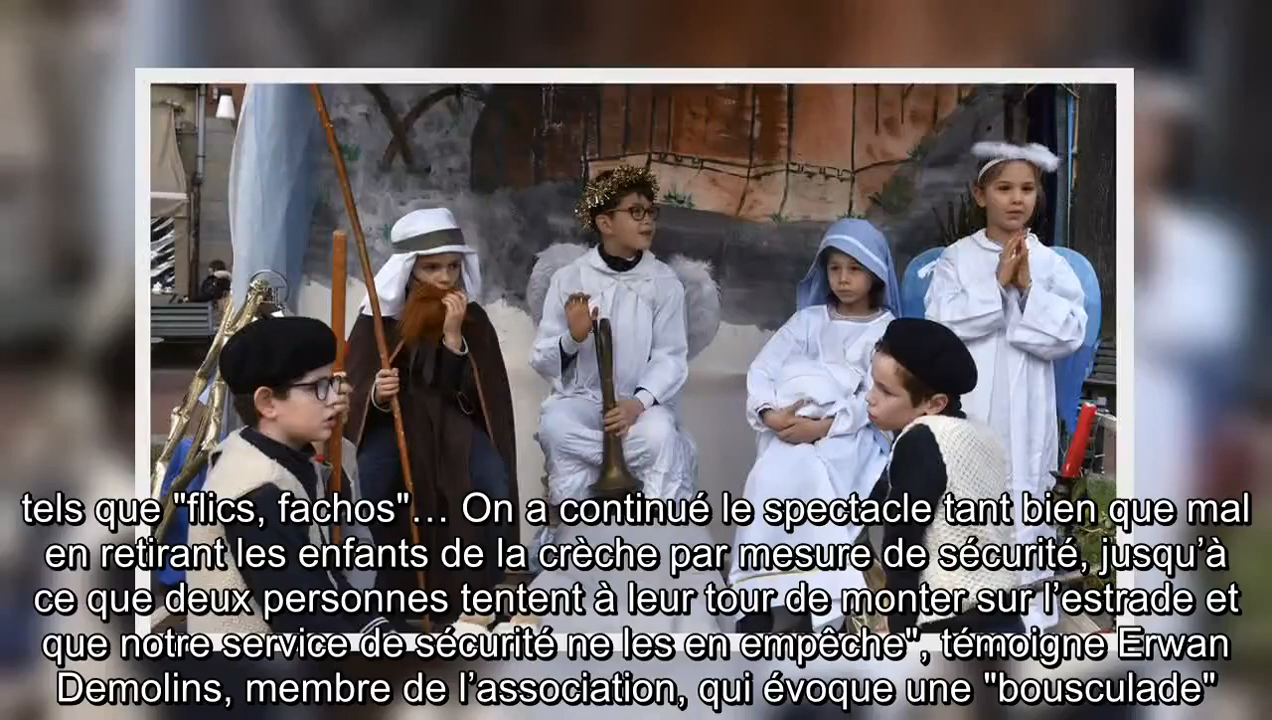 tels que "flics, fachos"… On a continué le spectacle tant bien que mal
en retirant les enfants de la crèche par mesure de sécurité, jusqu’à
ce que deux personnes tentent à leur tour de monter sur l’estrade et
que notre service de sécurité ne les en empêche", témoigne Erwan
Demolins, membre de l’association, qui évoque une "bousculade"